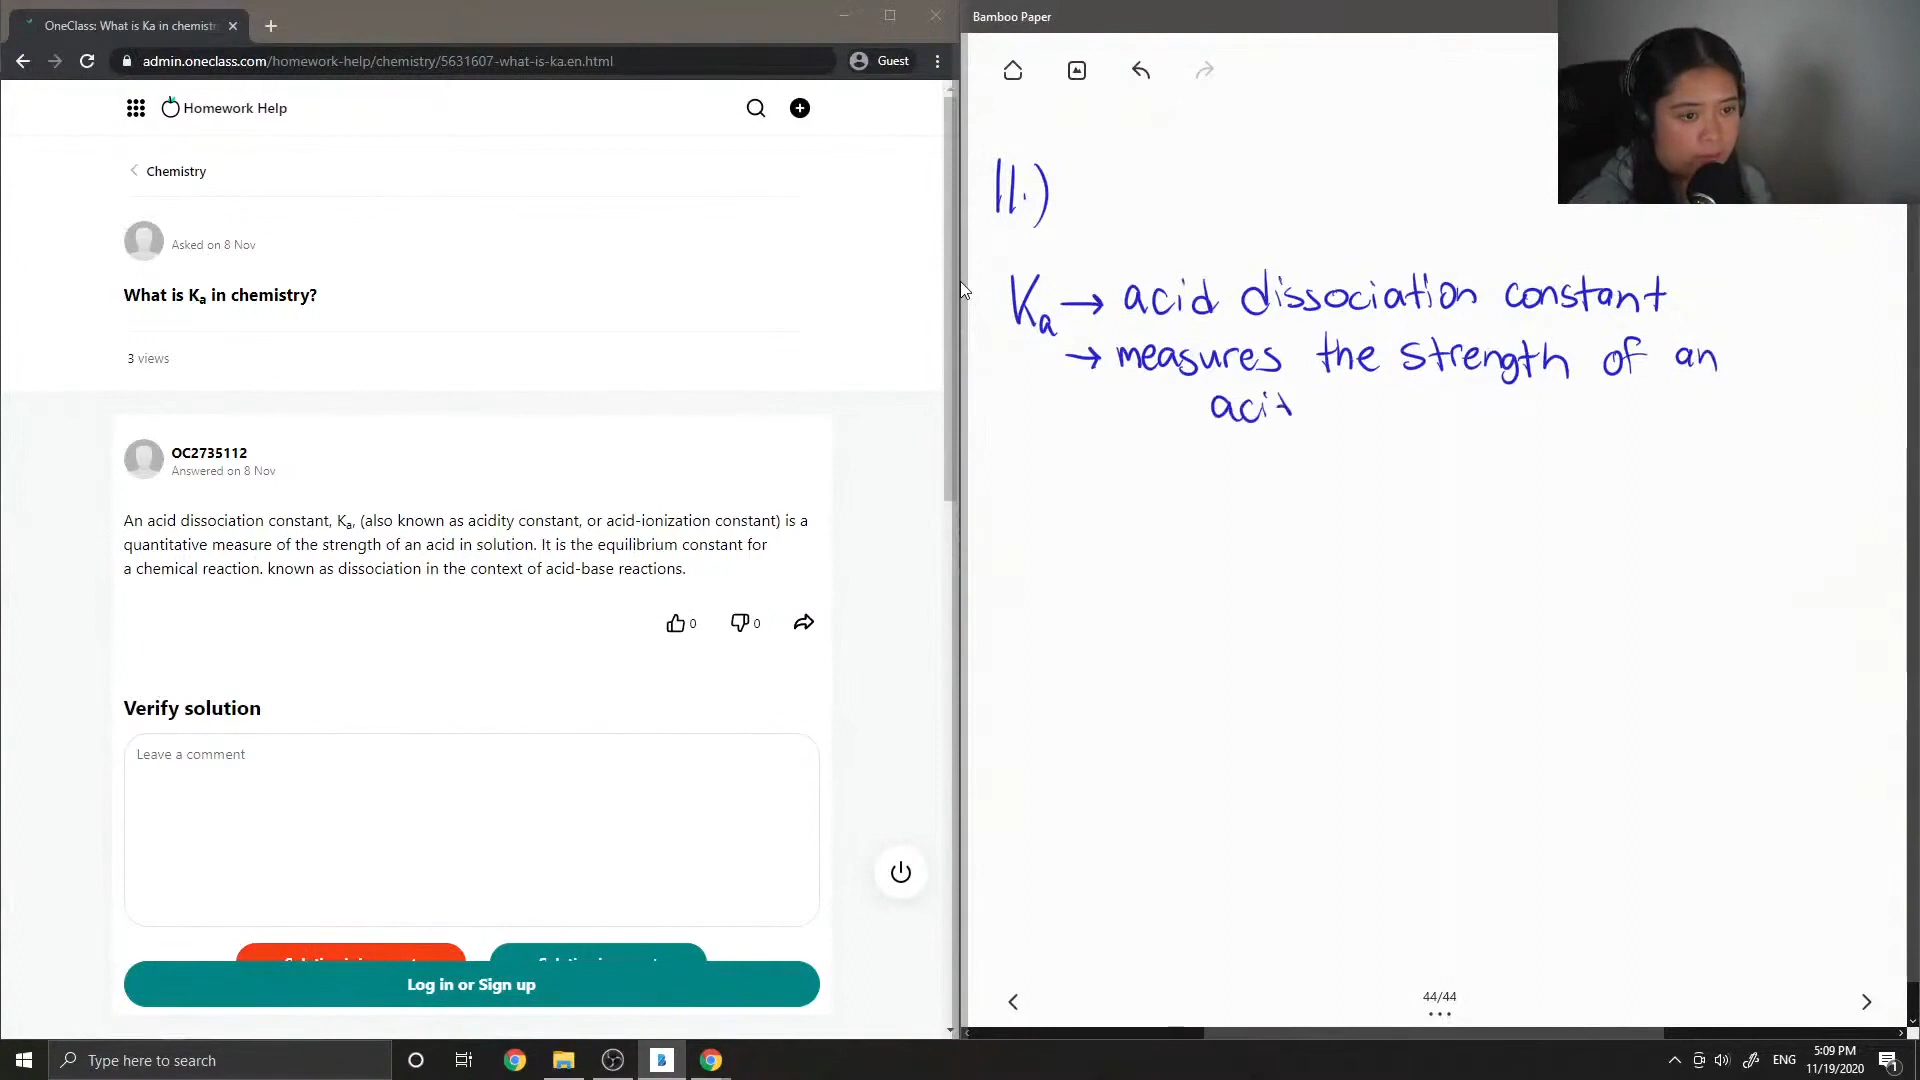 OneClass: What is Ka in chemist
admin.oneclass.com/homework-help/chemistry/5631607-what-is-ka.en.html
Guest
Homework Help
Chemistry
Asked on 8 Nov
What is Ka in chemistry?
3 views
OC2735112
Answered on 8 Nov
An acid dissociation constant, Ka, (also known as acidity constant, or acid-ionization constant) is a
quantitative measure of the strength of an acid in solution. It is the equilibrium constant for
a chemical reaction. known as dissociation in the context of acid-base reactions.
0
0
Verify solution
Leave a comment
Log in or Sign up
Bamboo Paper
11.)
Ka → acid dissociation constant
→ measures the strength of an
aci
44/44
Type here to search
B
ENG
5:09 PM
11/19/2020
1